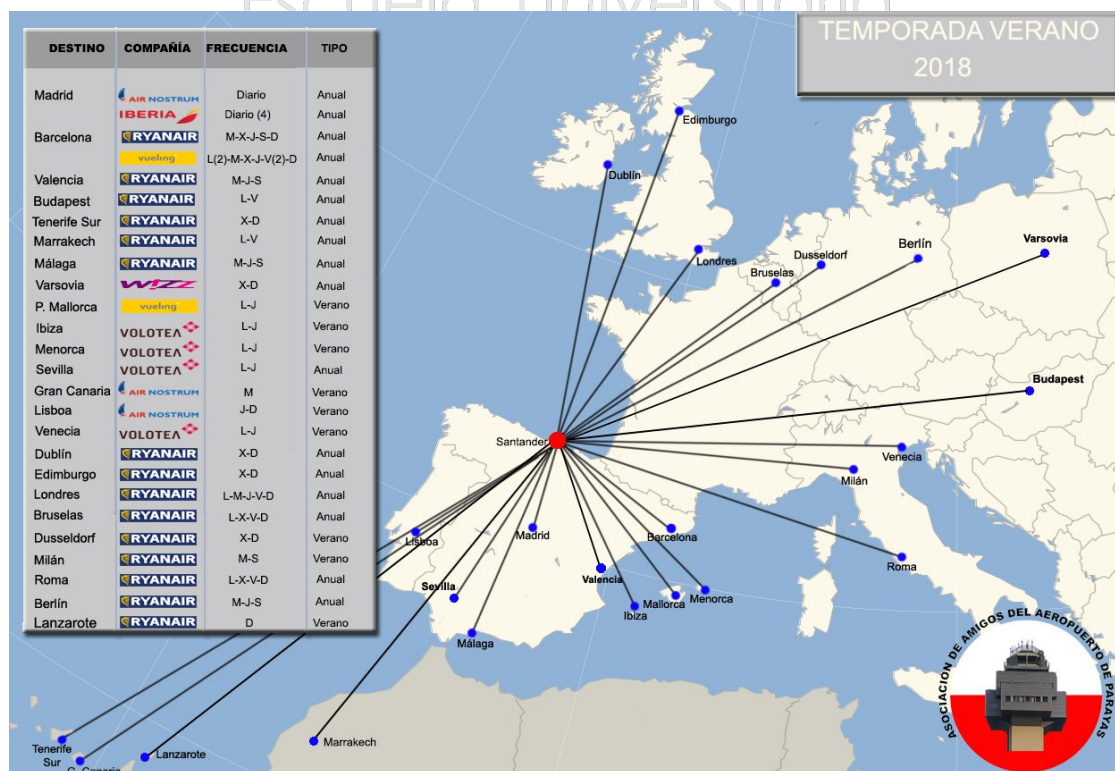 Escuela Universitaria
TEMPORADA VERANO
2018
DESTINO COMPAÑÍA FRECUENCIA TIPO
Madrid AIR NOSTRUM Diario Anual
IBERIA Diario (4) Anual
Barcelona RYANAIR M-X-J-S-D Anual
vueling L(2)-M-X-J-V(2)-D Anual
Valencia RYANAIR M-J-S Anual
Budapest RYANAIR L-V Anual
Tenerife Sur RYANAIR X-D Anual
Marrakech RYANAIR L-V Anual
Málaga RYANAIR M-J-S Anual
Varsovia WIZZ X-D Anual
P. Mallorca vueling L-J Verano
Ibiza VOLOTEA L-J Verano
Menorca VOLOTEA L-J Verano
Sevilla VOLOTEA L-J Anual
Gran Canaria AIR NOSTRUM M Verano
Lisboa AIR NOSTRUM J-D Verano
Venecia VOLOTEA L-J Verano
Dublín RYANAIR X-D Anual
Edimburgo RYANAIR X-D Anual
Londres RYANAIR L-M-J-V-D Anual
Bruselas RYANAIR L-X-V-D Anual
Dusseldorf RYANAIR X-D Verano
Milán RYANAIR M-S Verano
Roma RYANAIR L-X-V-D Anual
Berlín RYANAIR M-J-S Anual
Lanzarote RYANAIR D Verano
Edimburgo
Dublín
Londres
Bruselas
Dusseldorf
Berlín
Varsovia
Budapest
Santander
Venecia
Milán
Roma
Lisboa
Madrid
Barcelona
Sevilla
Valencia
Ibiza
Mallorca
Menorca
Málaga
Marrakech
Tenerife
Sur
G. Canaria
Lanzarote
ASOCIACION DE AMIGOS DEL AEROPUERTO DE PARAYAS